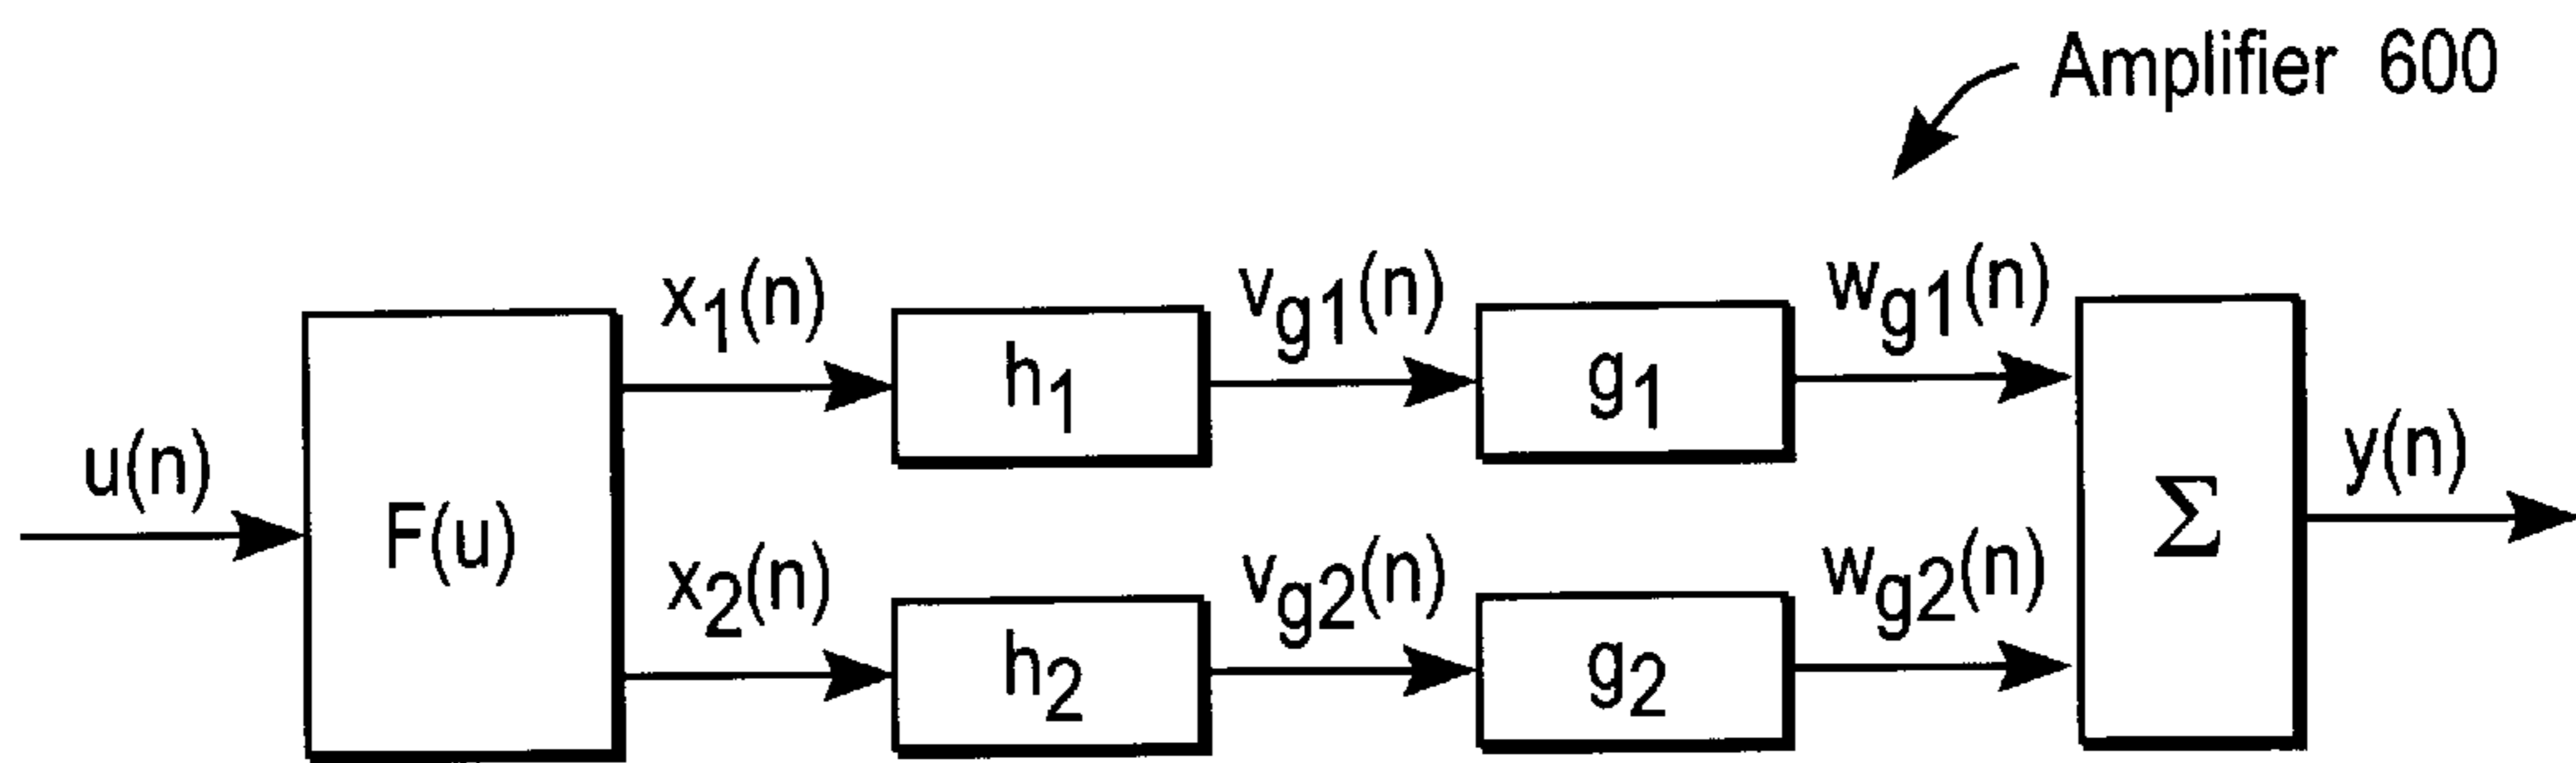 Amplifier 600
x1(n)
vg1(n)
wg1(n)
h1
g1
u(n)
F(u)
Σ
y(n)
x2(n)
vg2(n)
wg2(n)
h2
g2